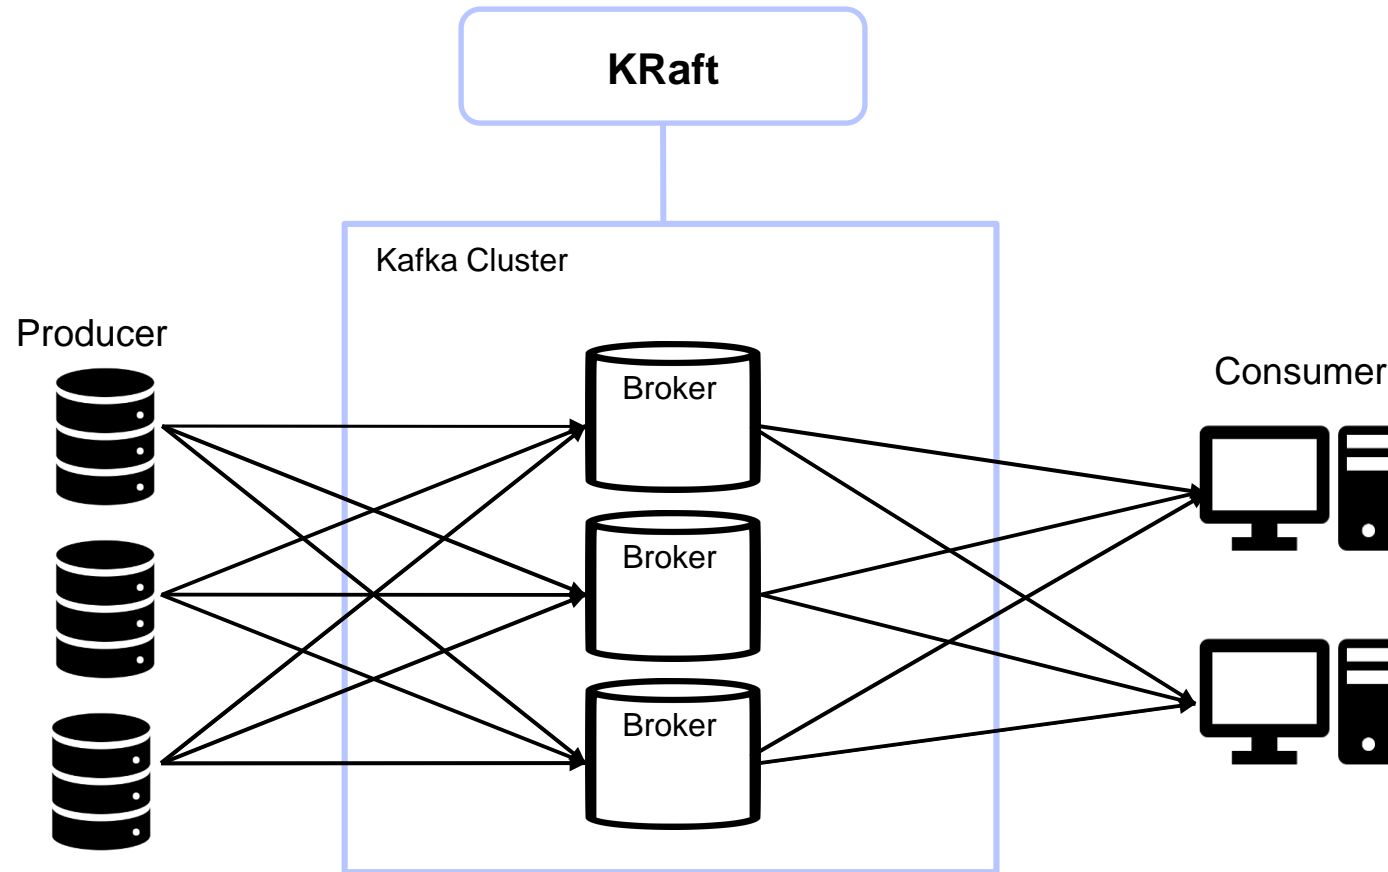 KRaft
Kafka Cluster
Producer
Broker
Consumer
Broker
Broker